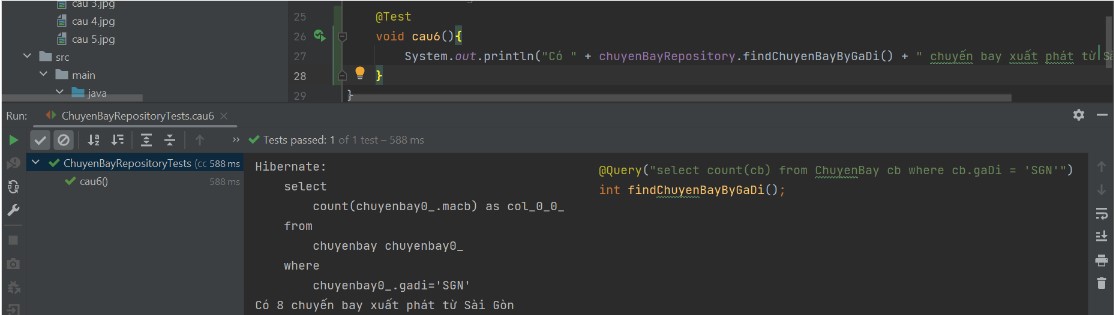 cau 3.jpg
cau 4.jpg
cau 5.jpg
src
main
java
25 @Test
26 void cau6(){
27 System.out.println("Có " + chuyenBayRepository.findChuyenBayByGaDi() + " chuyến bay xuất phát từ Sà
28 }
29 }
Run: ChuyenBayRepositoryTests.cau6 ×
» Tests passed: 1 of 1 test – 588 ms
ChuyenBayRepositoryTests (cc 588 ms
cau6() 588 ms
Hibernate:
select
count(chuyenbay0_.macb) as col_0_0_
from
chuyenbay chuyenbay0_
where
chuyenbay0_.gadi='SGN'
Có 8 chuyến bay xuất phát từ Sài Gòn
@Query("select count(cb) from ChuyenBay cb where cb.gaDi = 'SGN'")
int findChuyenBayByGaDi();